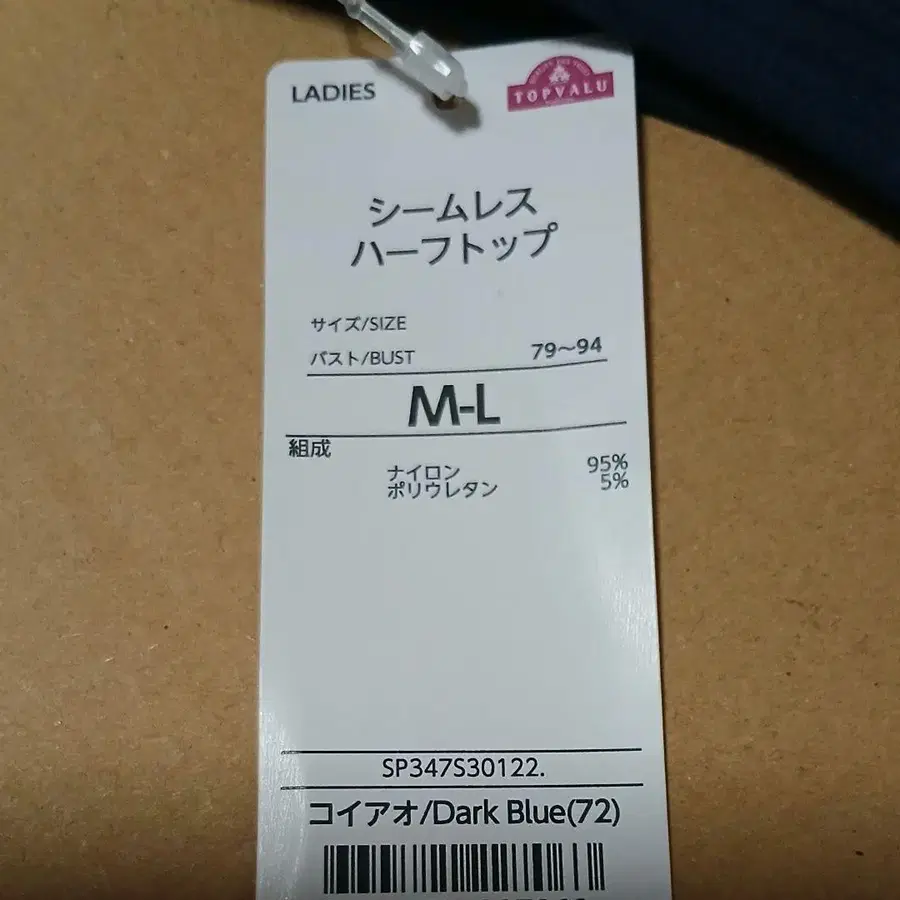 LADIES
TOPVALU
シームレス
ハーフトップ
サイズ/SIZE
バスト/BUST 79～94
M-L
組成
ナイロン 95%
ポリウレタン 5%
SP347S30122.
コイアオ/Dark Blue(72)